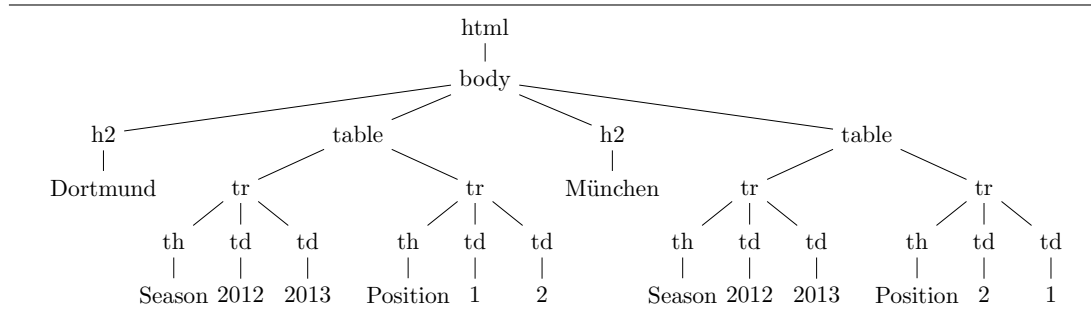 html
body
h2 table h2 table
Dortmund tr tr München tr tr
th td td th td td th td td th td td
Season 2012 2013 Position 1 2 Season 2012 2013 Position 2 1